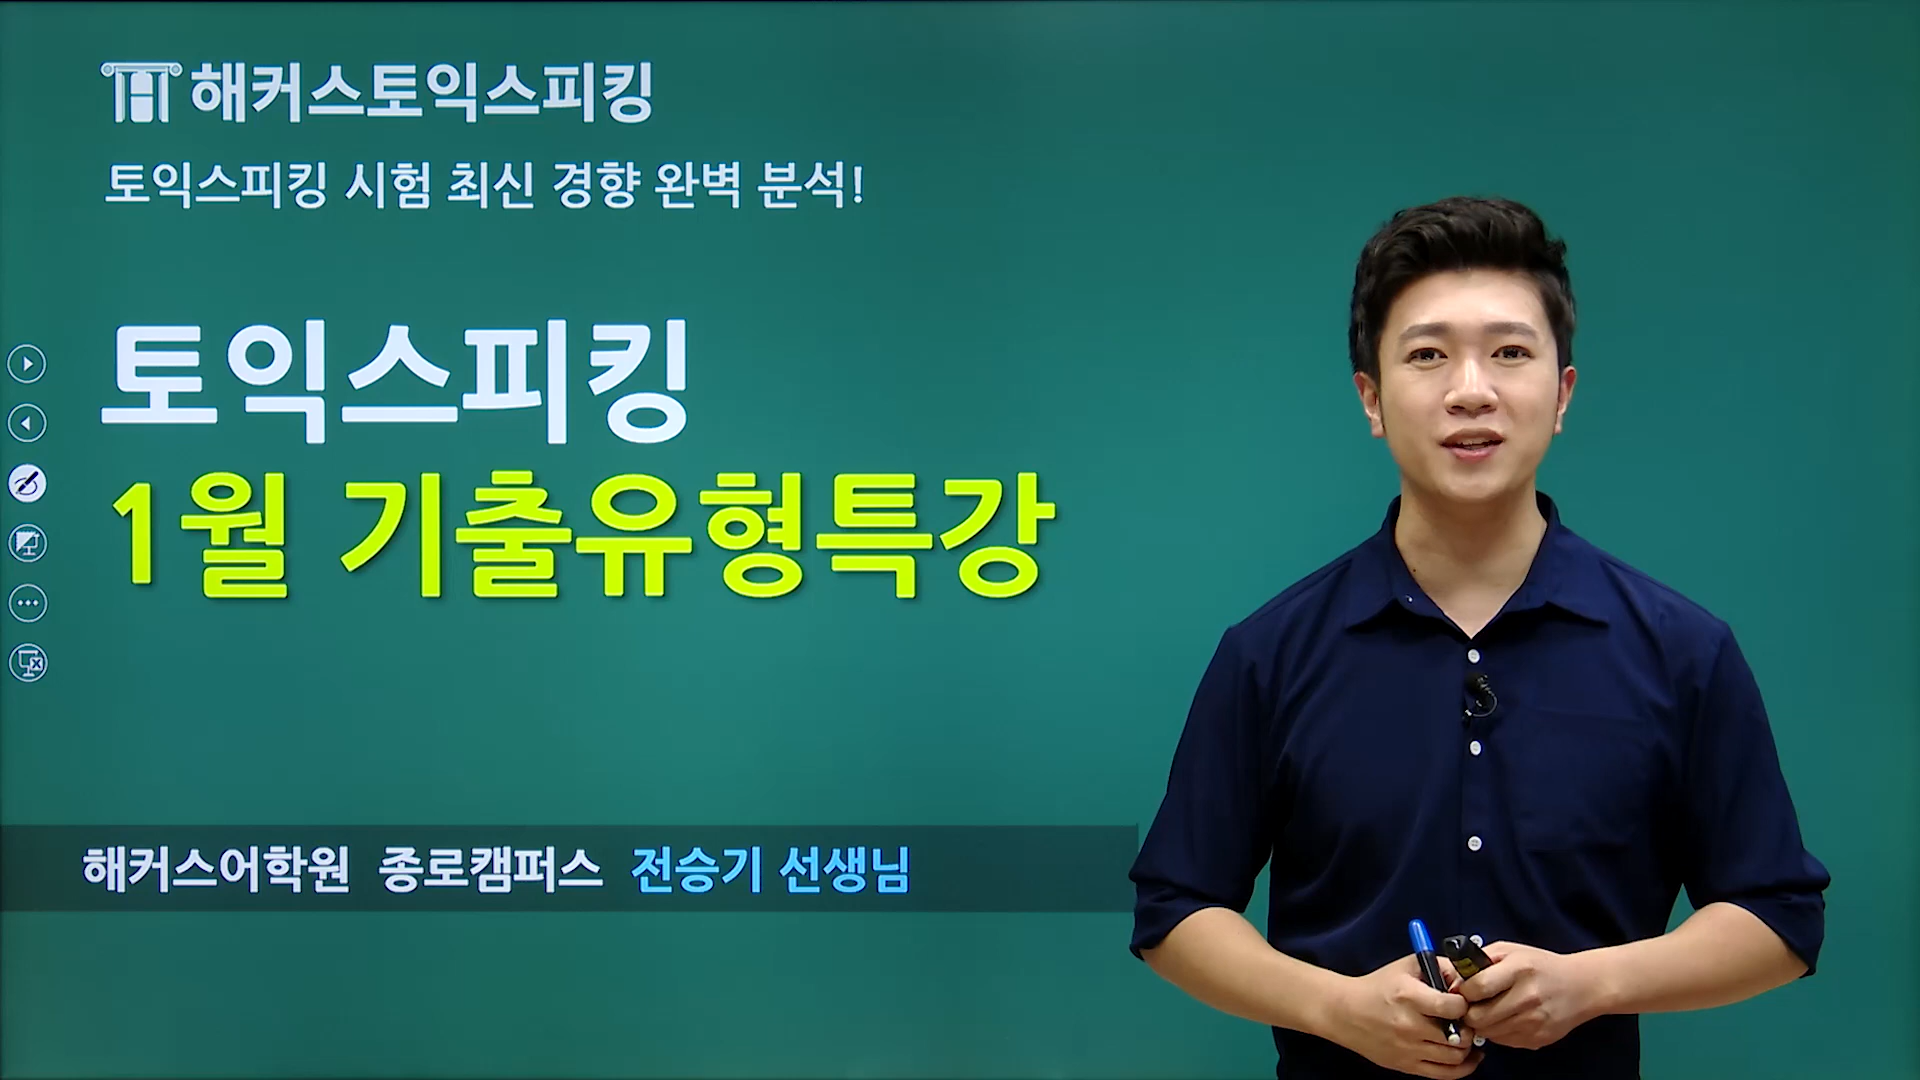 해커스토익스피킹
토익스피킹 시험 최신 경향 완벽 분석!
토익스피킹
1월 기출유형특강
해커스어학원 종로캠퍼스 전승기 선생님